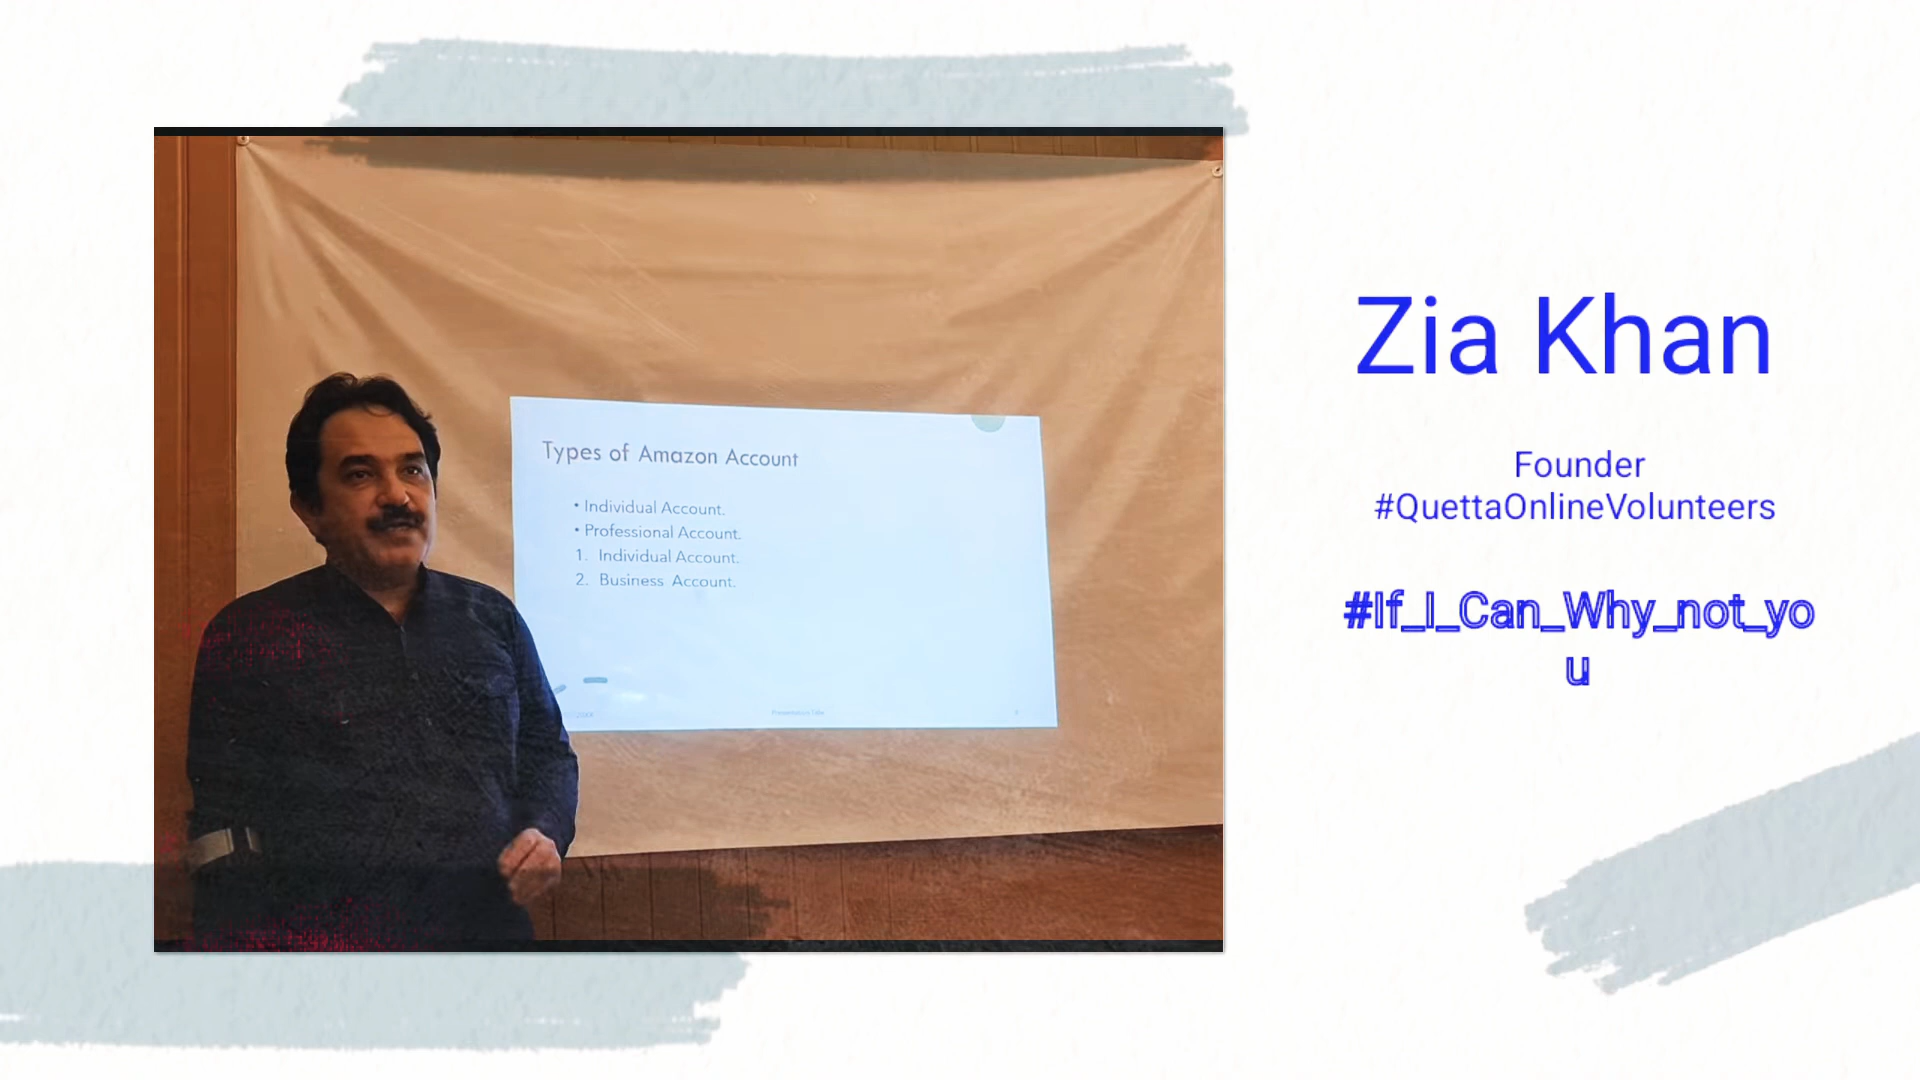 Types of Amazon Account
• Individual Account.
• Professional Account.
1. Individual Account.
2. Business Account.
Zia Khan
Founder
#QuettaOnlineVolunteers
#If_I_Can_Why_not_yo
u